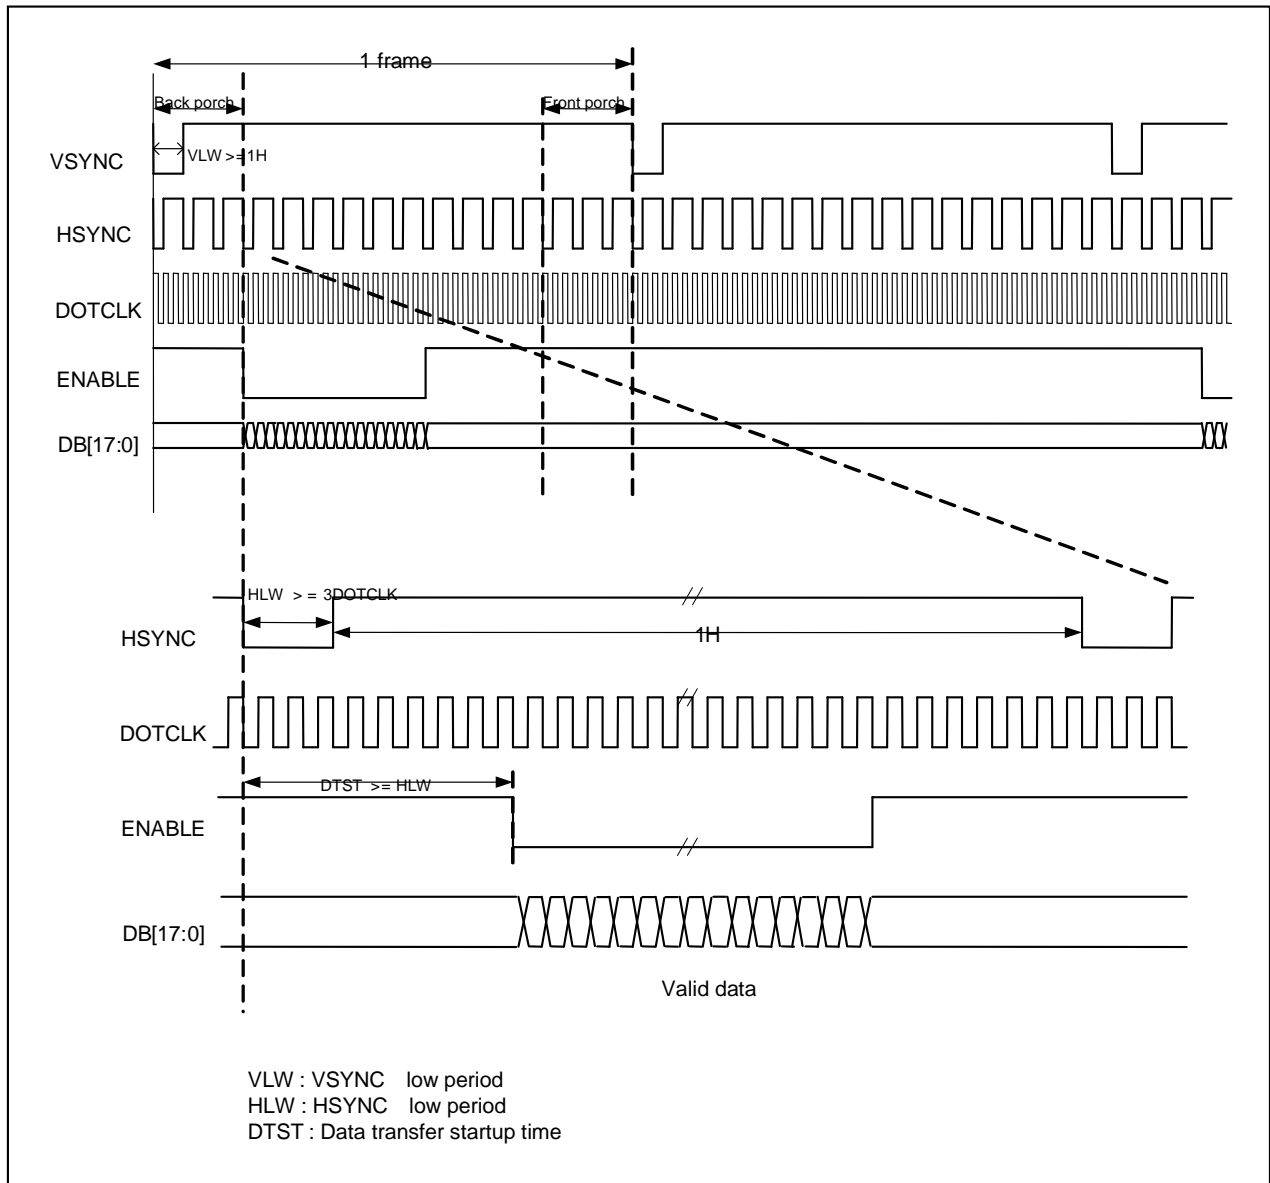 1 frame
Back porch
Front porch
VSYNC
VLW >=1H
HSYNC
DOTCLK
ENABLE
DB[17:0]
HLW >= 3DOTCLK
HSYNC
1H
DOTCLK
DTST >= HLW
ENABLE
DB[17:0]
Valid data
VLW : VSYNC low period
HLW : HSYNC low period
DTST : Data transfer startup time